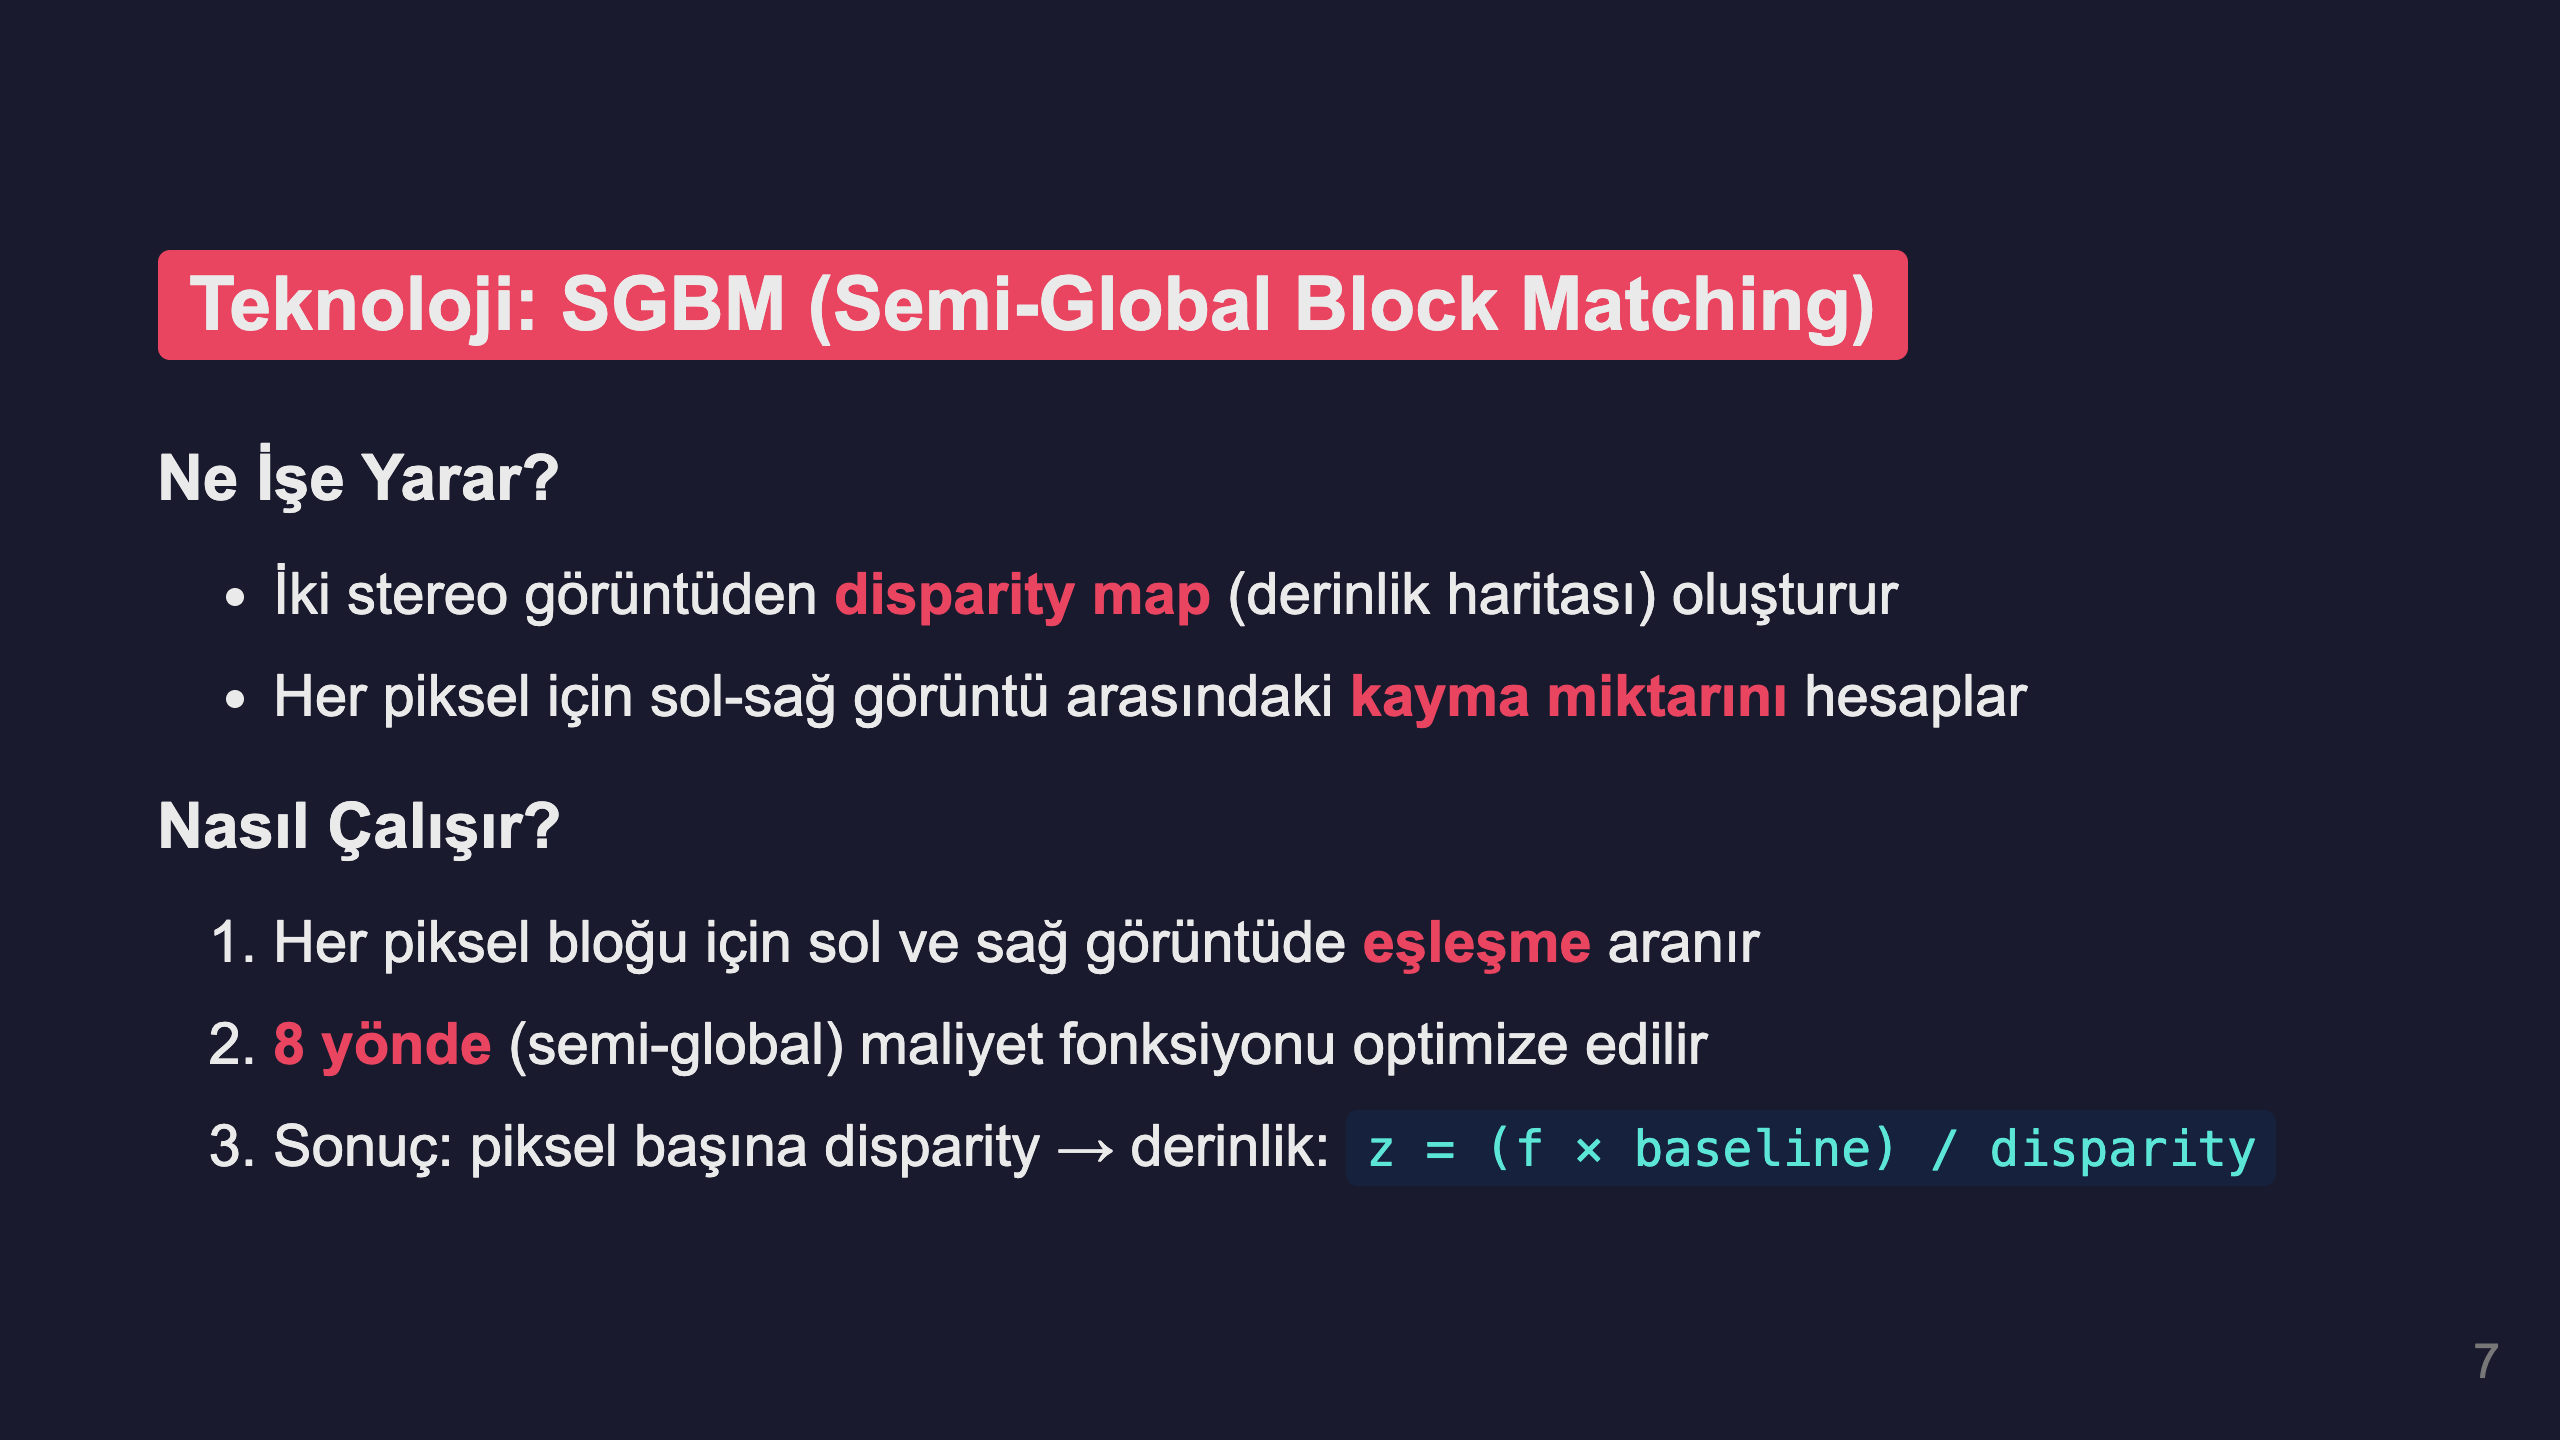 Teknoloji: SGBM (Semi-Global Block Matching)
Ne İşe Yarar?
• İki stereo görüntüden disparity map (derinlik haritası) oluşturur
• Her piksel için sol-sağ görüntü arasındaki kayma miktarını hesaplar
Nasıl Çalışır?
1. Her piksel bloğu için sol ve sağ görüntüde eşleşme aranır
2. 8 yönde (semi-global) maliyet fonksiyonu optimize edilir
3. Sonuç: piksel başına disparity → derinlik: z = (f × baseline) / disparity
7